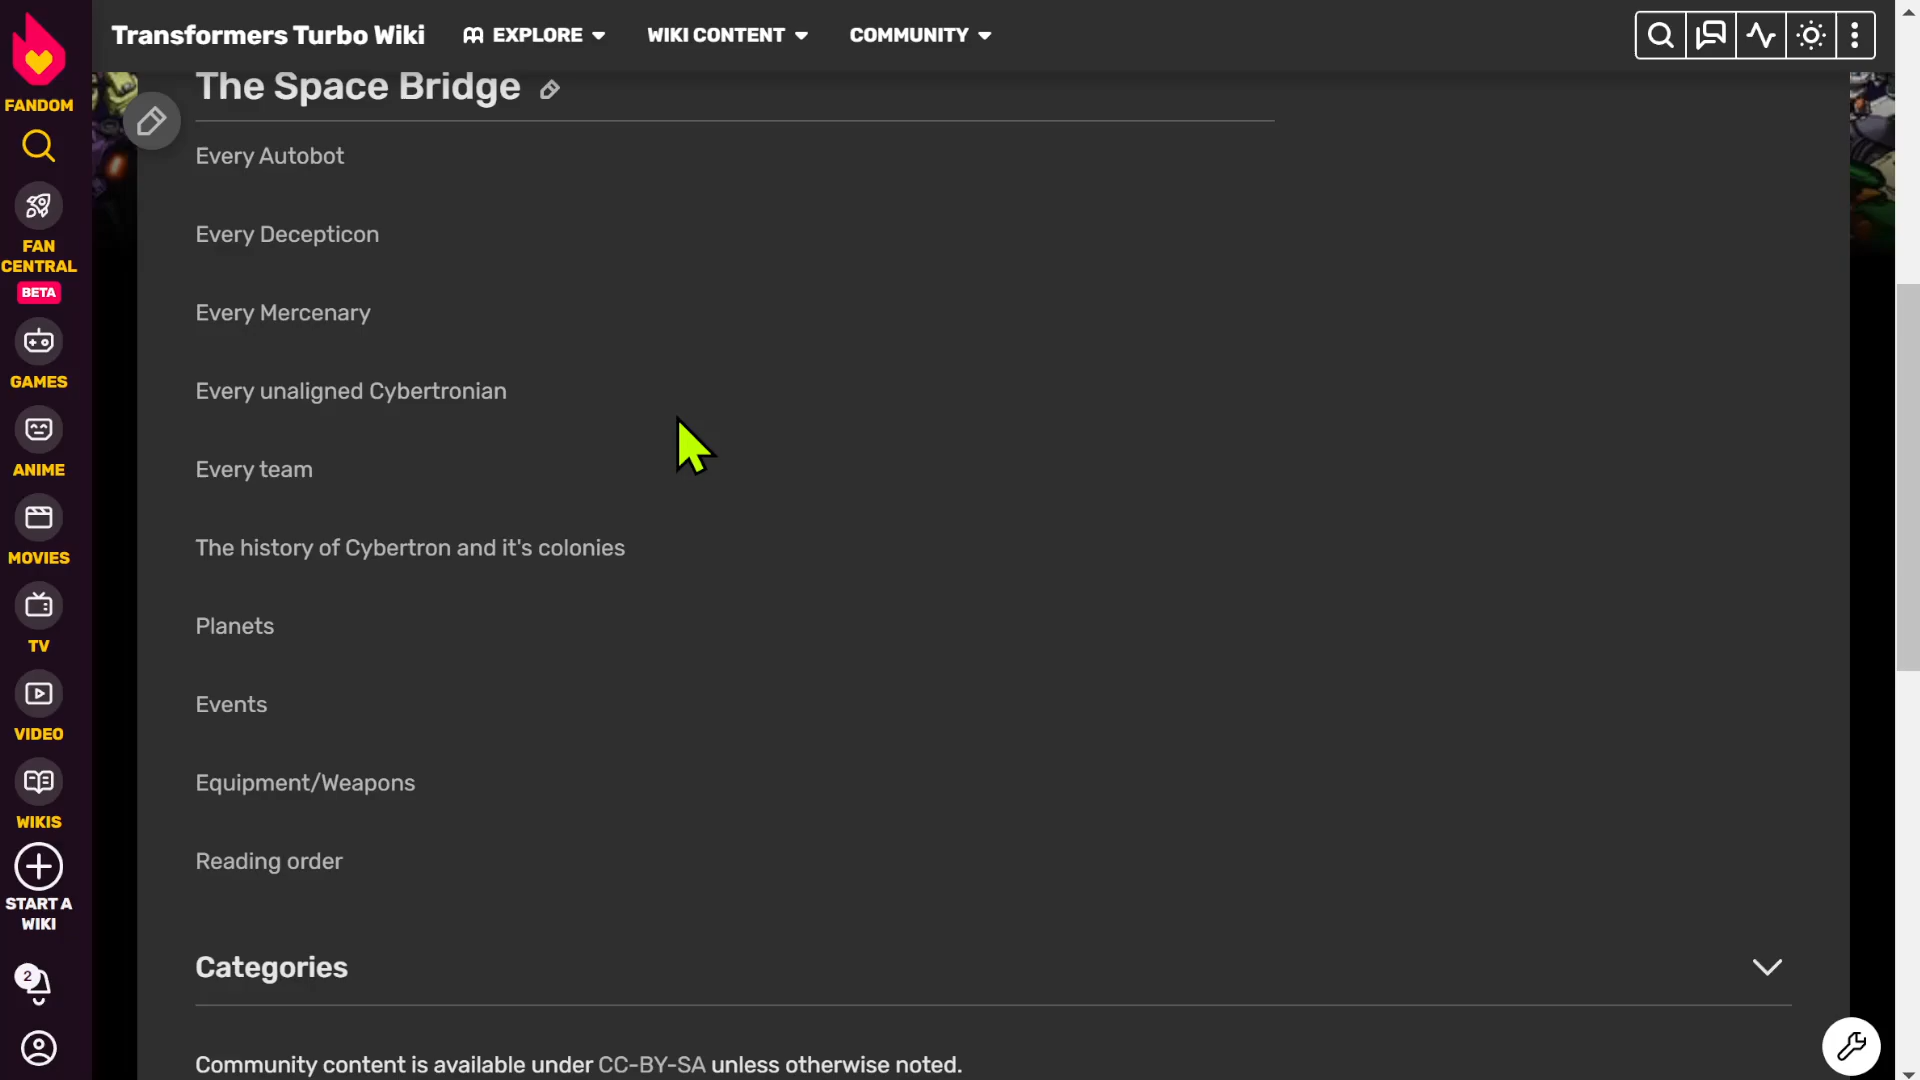 Transformers Turbo Wiki
EXPLORE
WIKI CONTENT
COMMUNITY
FANDOM
FAN
CENTRAL
BETA
GAMES
ANIME
MOVIES
TV
VIDEO
WIKIS
START A
WIKI
2
The Space Bridge
Every Autobot
Every Decepticon
Every Mercenary
Every unaligned Cybertronian
Every team
The history of Cybertron and it's colonies
Planets
Events
Equipment/Weapons
Reading order
Categories
Community content is available under CC-BY-SA unless otherwise noted.